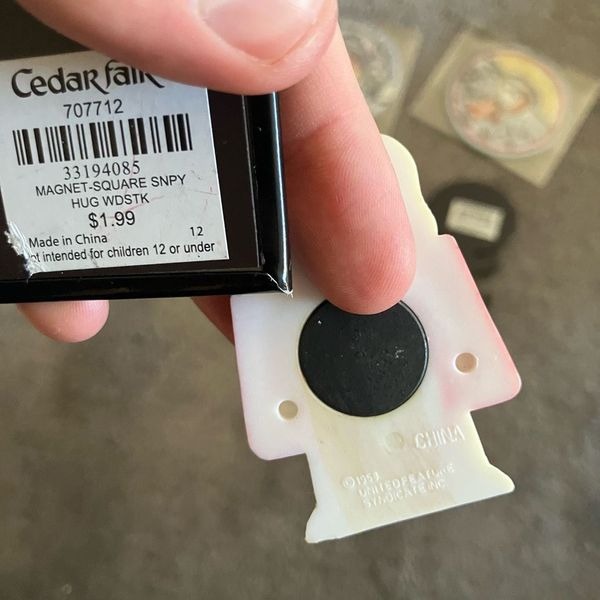 Cedar Fair
707712
33194085
MAGNET-SQUARE SNPY
HUG WDSTK
$1.99
Made in China 12
ot intended for children 12 or under
CHINA
©1958
UNITED FEATURE
SYNDICATE INC